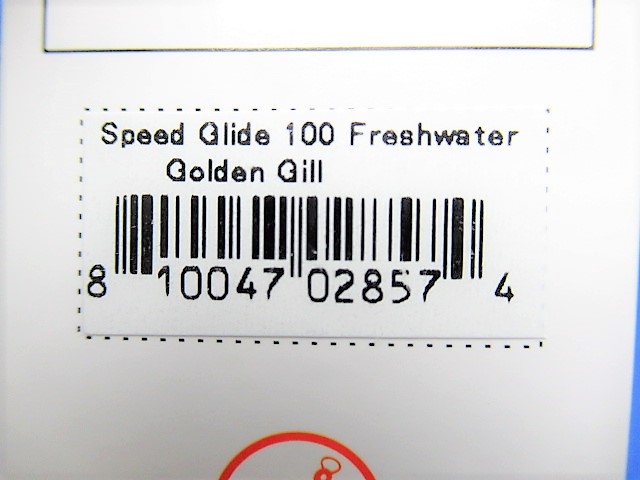 Speed Glide 100 Freshwater
Golden Gill
8 10047 02857 4